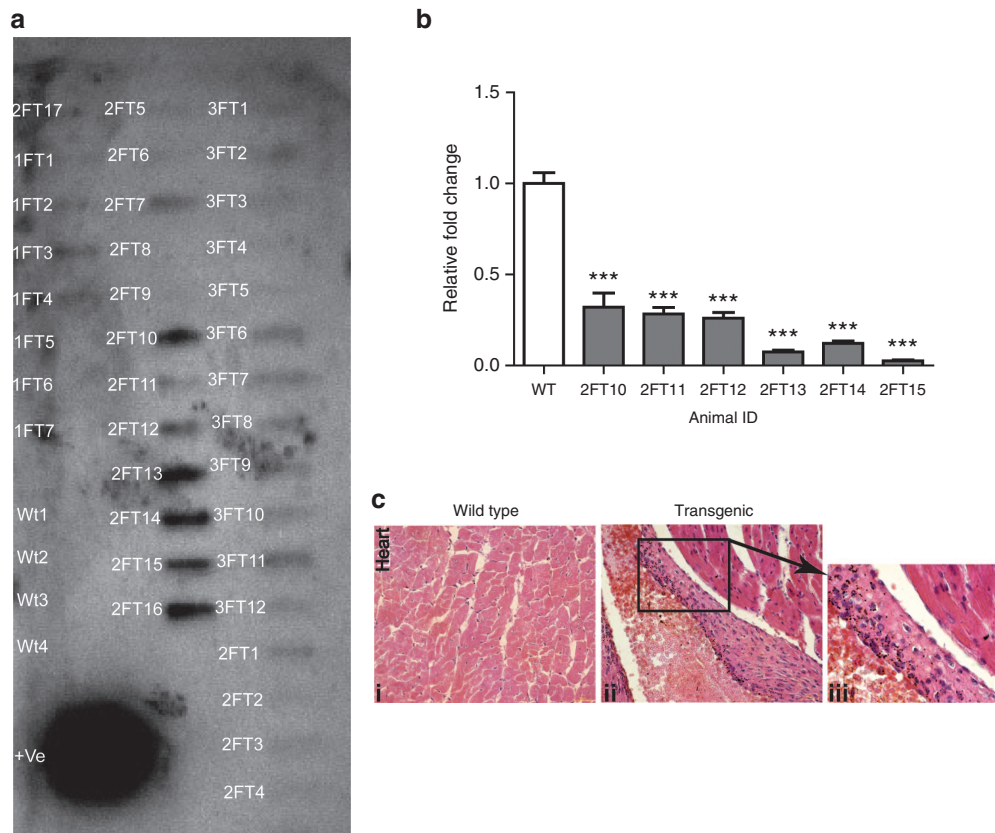 a
2FT17 2FT5 3FT1
1FT1 2FT6 3FT2
1FT2 2FT7 3FT3
1FT3 2FT8 3FT4
1FT4 2FT9 3FT5
1FT5 2FT10 3FT6
1FT6 2FT11 3FT7
1FT7 2FT12 3FT8
2FT13 3FT9
Wt1 2FT14 3FT10
Wt2 2FT15 3FT11
Wt3 2FT16 3FT12
Wt4 2FT1
2FT2
+Ve 2FT3
2FT4
b
Relative fold change
1.5
1.0
0.5
0.0
*** *** *** *** *** ***
WT 2FT10 2FT11 2FT12 2FT13 2FT14 2FT15
Animal ID
c
Wild type Transgenic
Heart
i ii iii